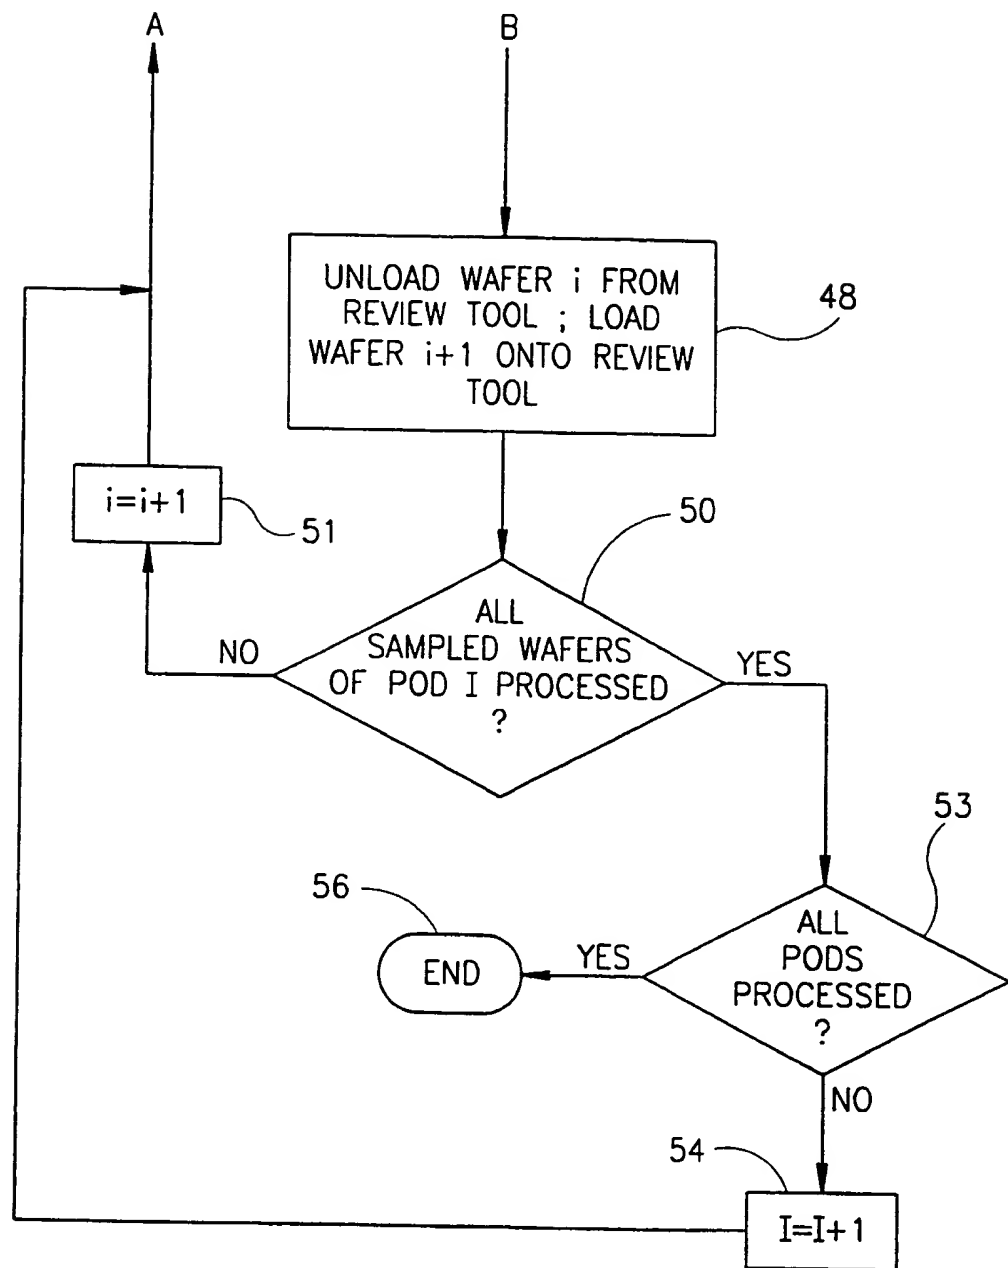 A
B
UNLOAD WAFER i FROM
REVIEW TOOL ; LOAD
WAFER i+1 ONTO REVIEW
TOOL
48
i=i+1
51
50
ALL
SAMPLED WAFERS
OF POD I PROCESSED
?
NO
YES
53
56
ALL
PODS
PROCESSED
?
YES
END
NO
54
I=I+1